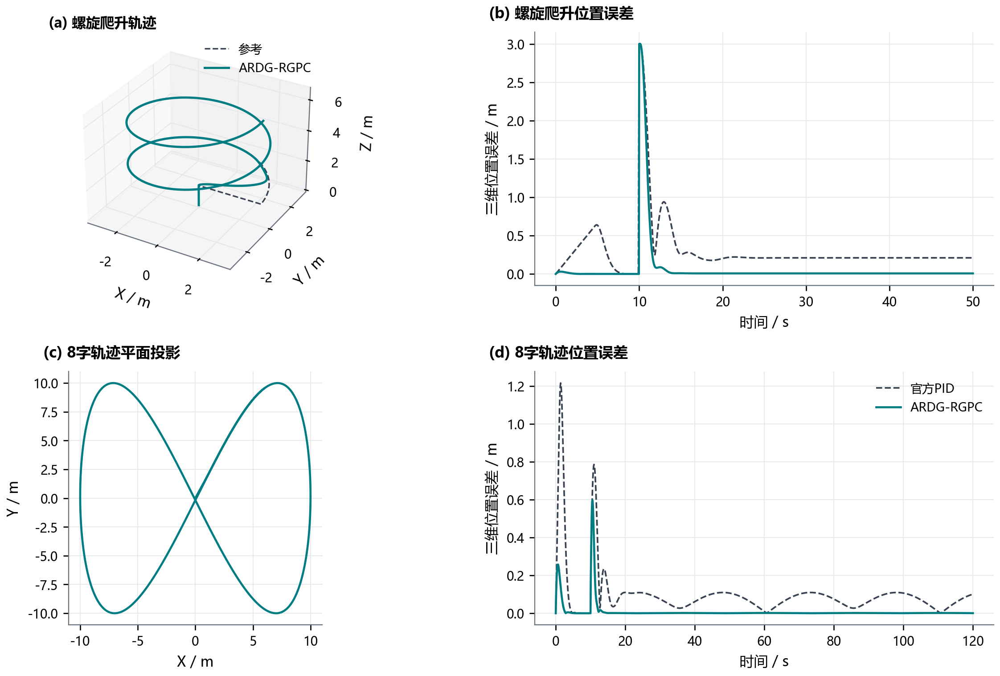 (a) 螺旋爬升轨迹
参考
ARDG-RGPC
6
4
2
0
Z / m
-2
0
2
X / m
-2
0
2
Y / m
(b) 螺旋爬升位置误差
3.0
2.5
2.0
1.5
1.0
0.5
0.0
三维位置误差 / m
0 10 20 30 40 50
时间 / s
(c) 8字轨迹平面投影
10.0
7.5
5.0
2.5
0.0
-2.5
-5.0
-7.5
-10.0
Y / m
-10 -5 0 5 10
X / m
(d) 8字轨迹位置误差
官方PID
ARDG-RGPC
1.2
1.0
0.8
0.6
0.4
0.2
0.0
三维位置误差 / m
0 20 40 60 80 100 120
时间 / s